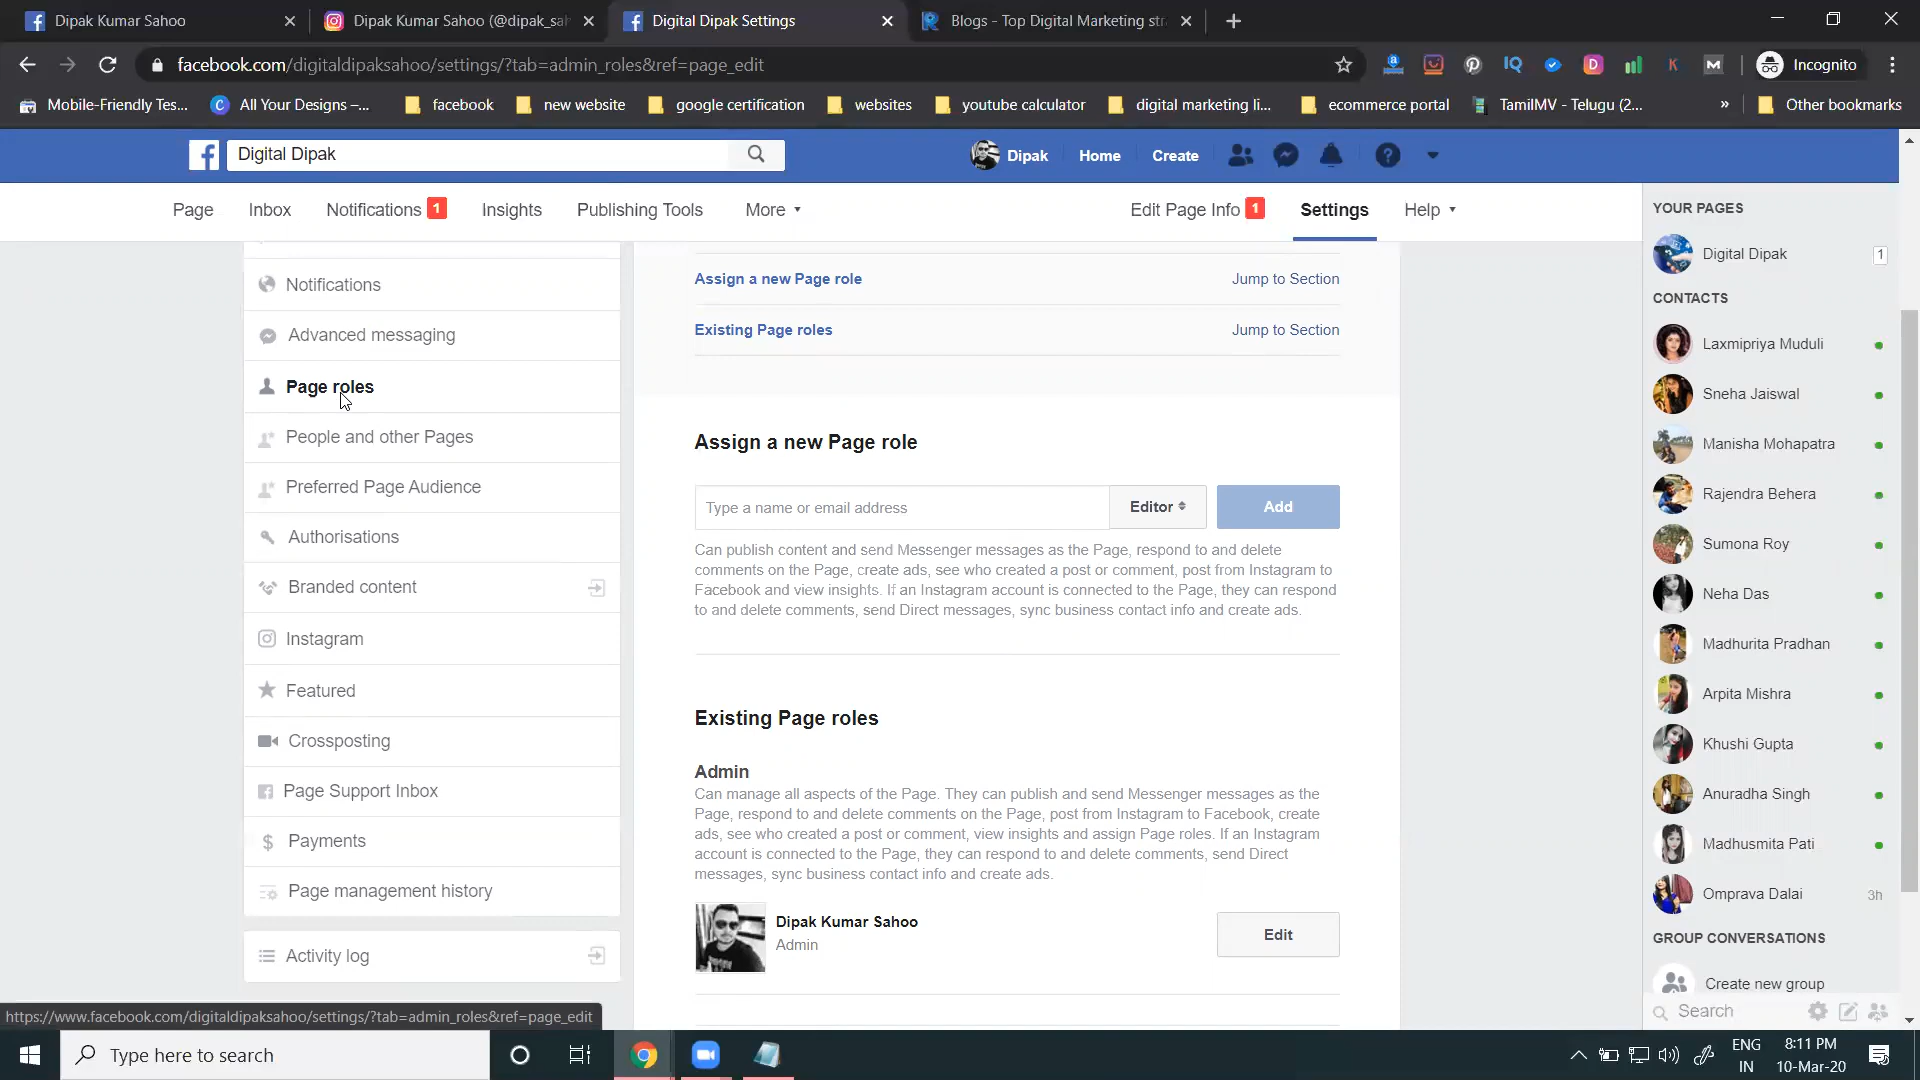 Dipak Kumar Sahoo
Dipak Kumar Sahoo (@dipak_sah
Digital Dipak Settings
Blogs - Top Digital Marketing stra
facebook.com/digitaldipaksahoo/settings/?tab=admin_roles&ref=page_edit
Incognito
Mobile-Friendly Tes...
All Your Designs –...
facebook
new website
google certification
websites
youtube calculator
digital marketing li...
ecommerce portal
TamilMV - Telugu (2...
»
Other bookmarks
Digital Dipak
Dipak
Home
Create
Page
Inbox
Notifications 1
Insights
Publishing Tools
More
Edit Page Info 1
Settings
Help
Notifications
Advanced messaging
Page roles
People and other Pages
Preferred Page Audience
Authorisations
Branded content
Instagram
Featured
Crossposting
Page Support Inbox
Payments
Page management history
Activity log
Assign a new Page role
Jump to Section
Existing Page roles
Jump to Section
Assign a new Page role
Type a name or email address
Editor
Add
Can publish content and send Messenger messages as the Page, respond to and delete
comments on the Page, create ads, see who created a post or comment, post from Instagram to
Facebook and view insights. If an Instagram account is connected to the Page, they can respond
to and delete comments, send Direct messages, sync business contact info and create ads.
Existing Page roles
Admin
Can manage all aspects of the Page. They can publish and send Messenger messages as the
Page, respond to and delete comments on the Page, post from Instagram to Facebook, create
ads, see who created a post or comment, view insights and assign Page roles. If an Instagram
account is connected to the Page, they can respond to and delete comments, send Direct
messages, sync business contact info and create ads.
Dipak Kumar Sahoo
Admin
Edit
YOUR PAGES
Digital Dipak
1
CONTACTS
Laxmipriya Muduli
Sneha Jaiswal
Manisha Mohapatra
Rajendra Behera
Sumona Roy
Neha Das
Madhurita Pradhan
Arpita Mishra
Khushi Gupta
Anuradha Singh
Madhusmita Pati
Omprava Dalai
3h
GROUP CONVERSATIONS
Create new group
Search
https://www.facebook.com/digitaldipaksahoo/settings/?tab=admin_roles&ref=page_edit
Type here to search
ENG
IN
8:11 PM
10-Mar-20